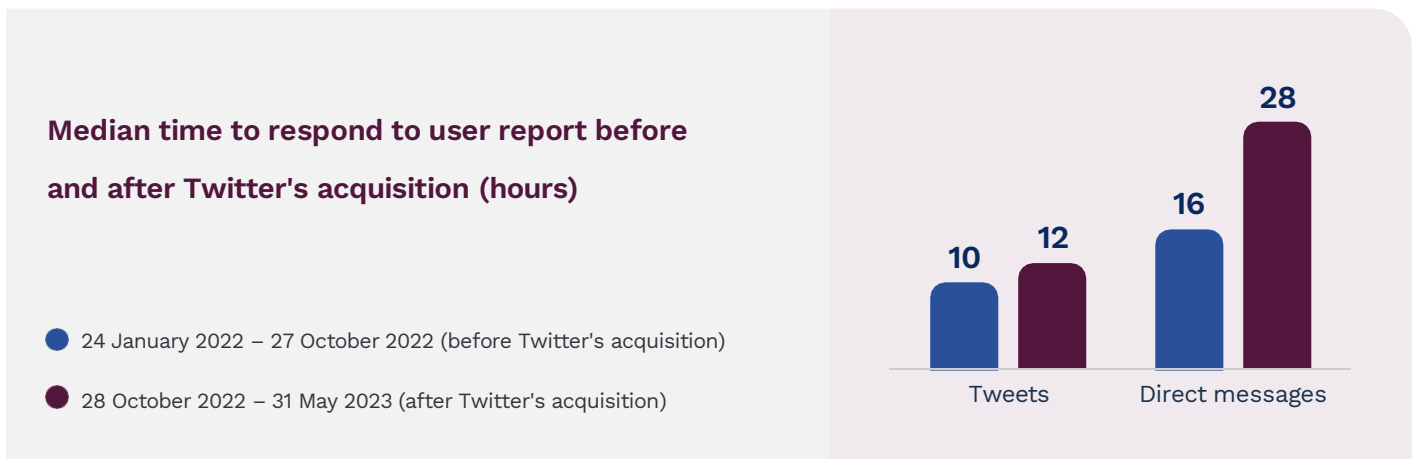 Median time to respond to user report before
and after Twitter's acquisition (hours)
24 January 2022 – 27 October 2022 (before Twitter's acquisition)
28 October 2022 – 31 May 2023 (after Twitter's acquisition)
10
12
16
28
Tweets
Direct messages